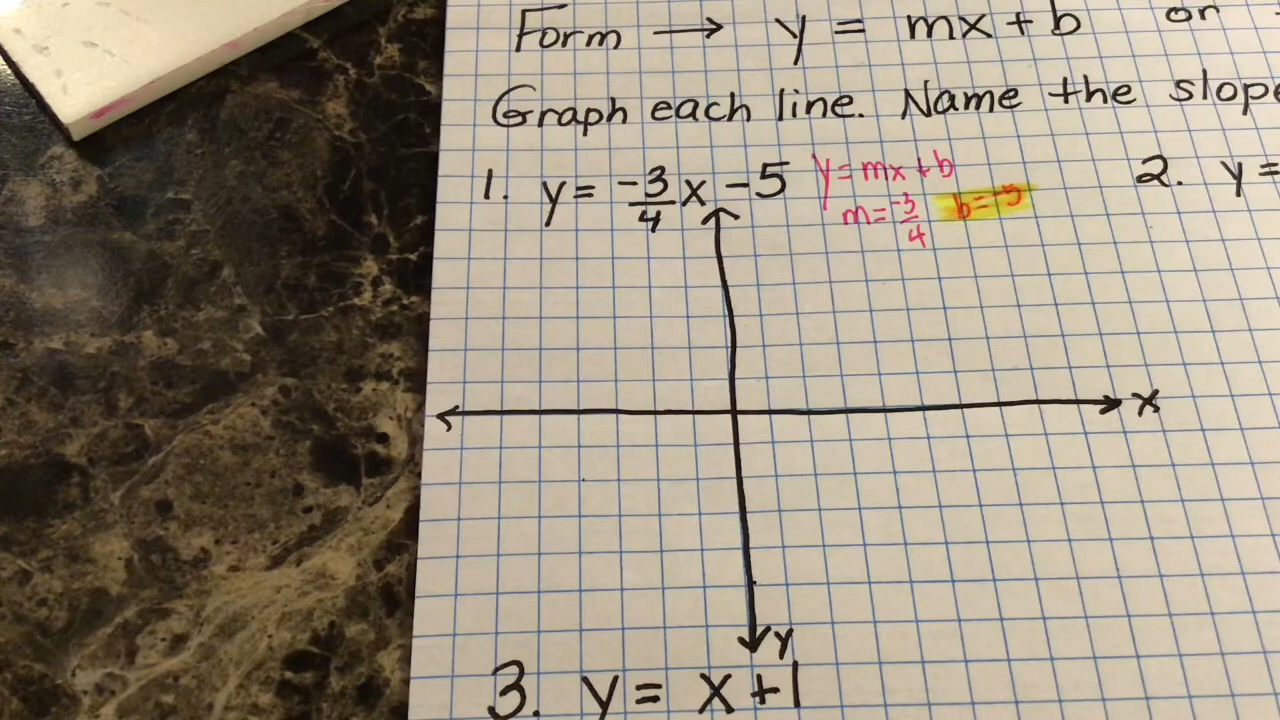 Form → y = mx + b or
Graph each line. Name the slope
1. y = -3/4 x - 5
y = mx + b
m = -3/4 b = -5
2. y =
x
y
3. y = x + 1